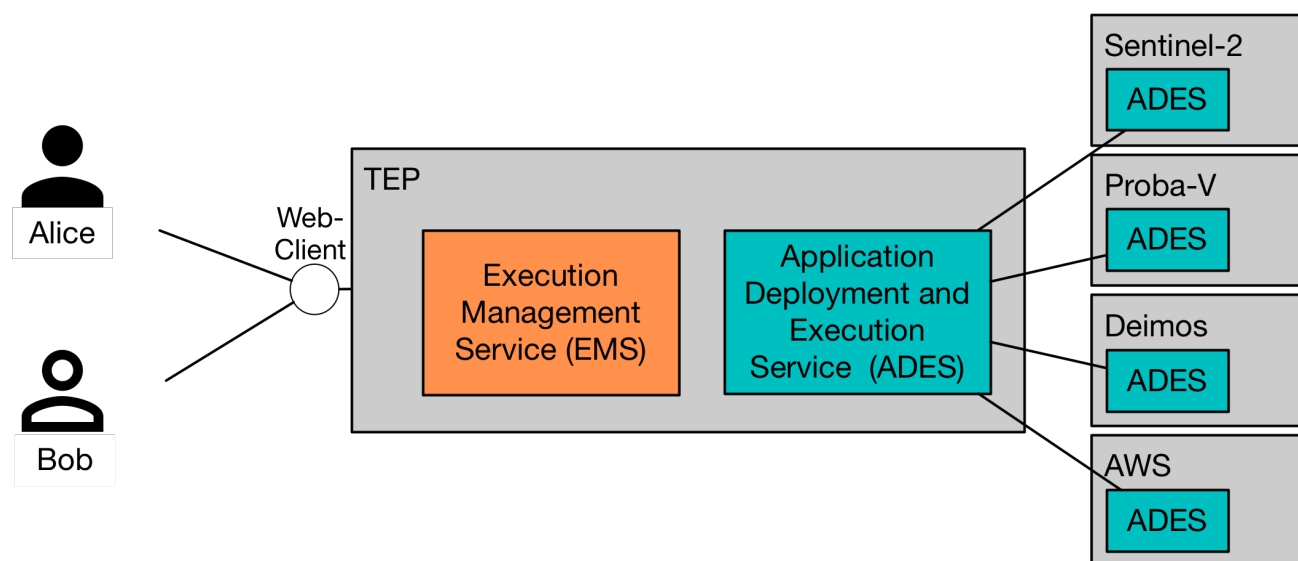 Alice
Bob
Web-
Client
TEP
Execution
Management
Service (EMS)
Application
Deployment and
Execution
Service (ADES)
Sentinel-2
ADES
Proba-V
ADES
Deimos
ADES
AWS
ADES